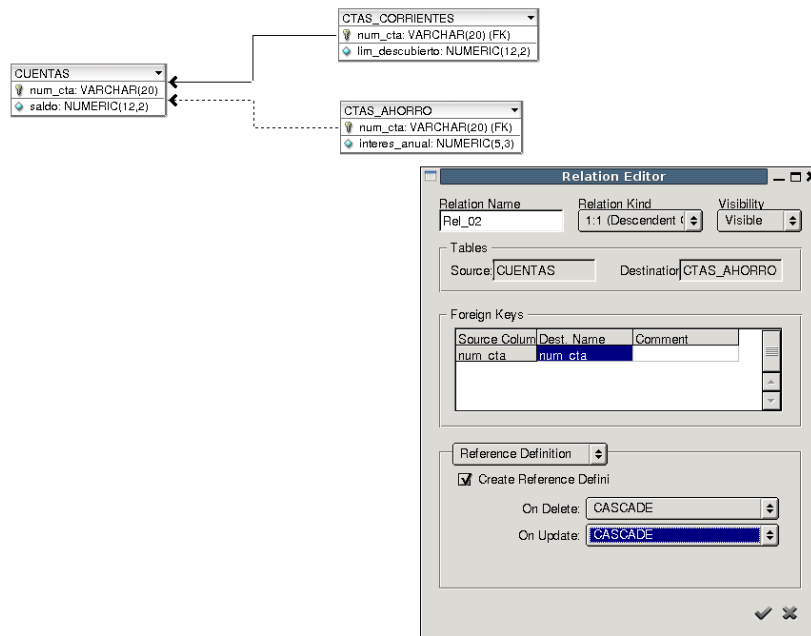 CTAS_CORRIENTES
num_cta: VARCHAR(20) (FK)
lim_descubierto: NUMERIC(12,2)
CUENTAS
num_cta: VARCHAR(20)
saldo: NUMERIC(12,2)
CTAS_AHORRO
num_cta: VARCHAR(20) (FK)
interes_anual: NUMERIC(5,3)
Relation Editor
Relation Name Relation Kind Visibility
Rel_02 1:1 (Descendent ( Visible
Tables
Source: CUENTAS Destination CTAS_AHORRO
Foreign Keys
Source Colum Dest. Name Comment
num_cta num_cta
Reference Definition
Create Reference Defini
On Delete: CASCADE
On Update: CASCADE